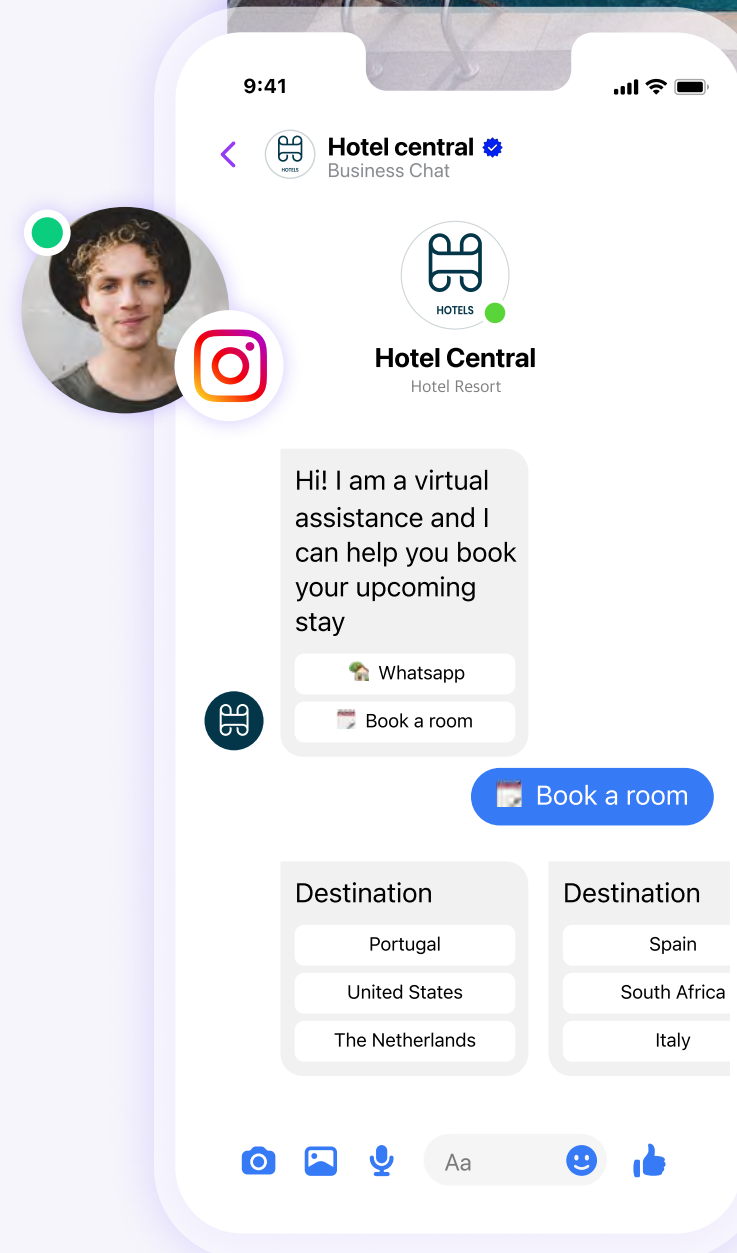 9:41
Hotel central
HOTELS
Business Chat
HOTELS
Hotel Central
Hotel Resort
Hi! I am a virtual
assistance and I
can help you book
your upcoming
stay
Whatsapp
Book a room
Book a room
Destination
Portugal
United States
The Netherlands
Destination
Spain
South Africa
Italy
Aa